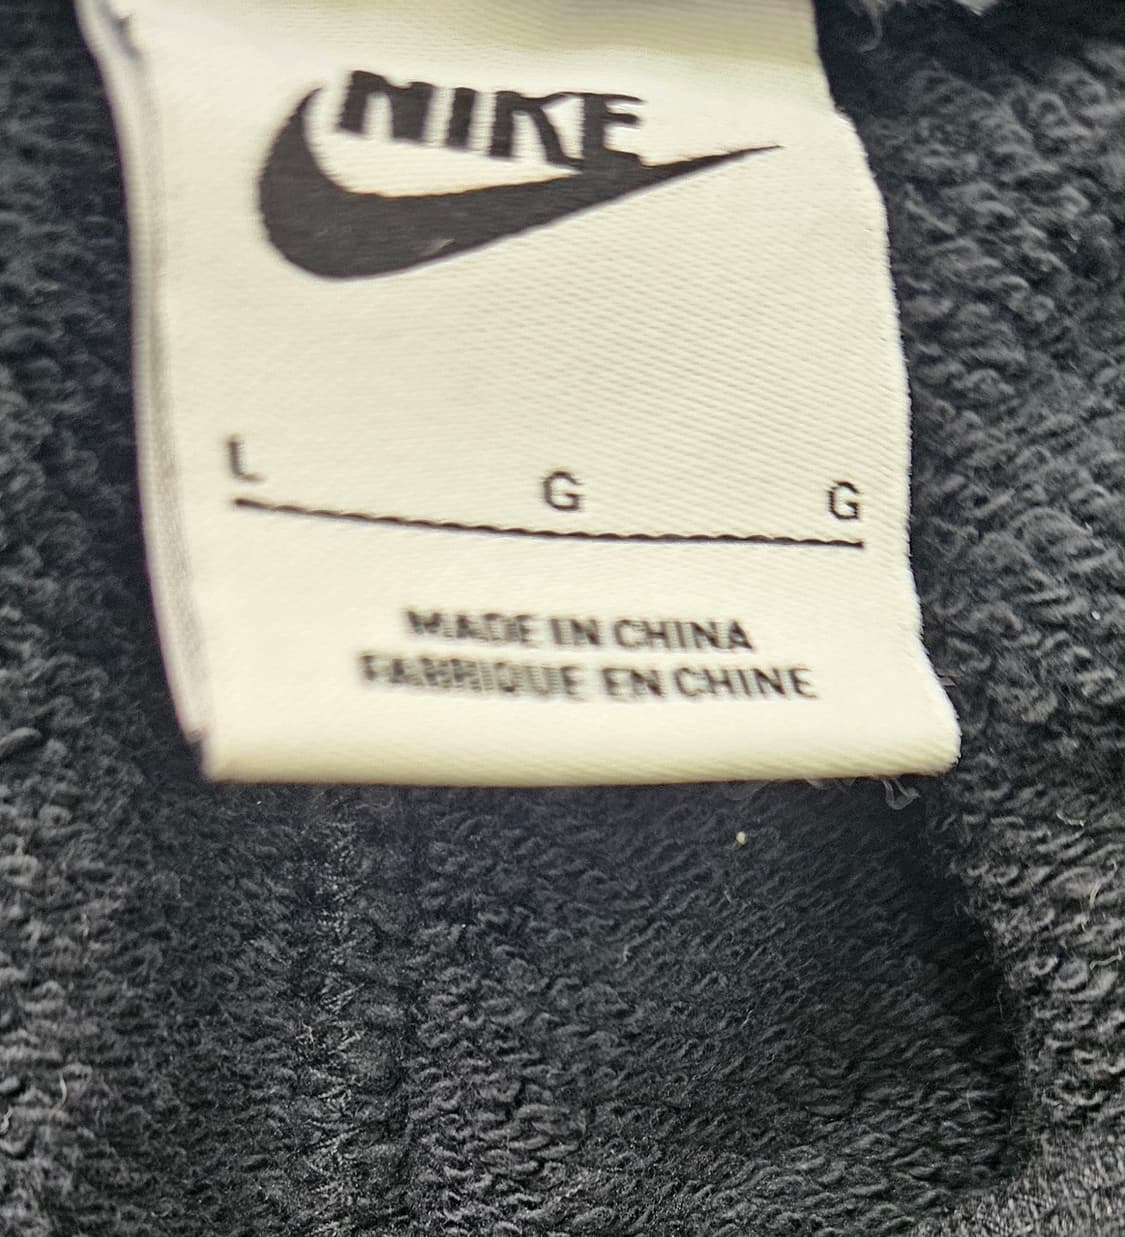 NIKE
L G G
MADE IN CHINA
FABRIQUE EN CHINE